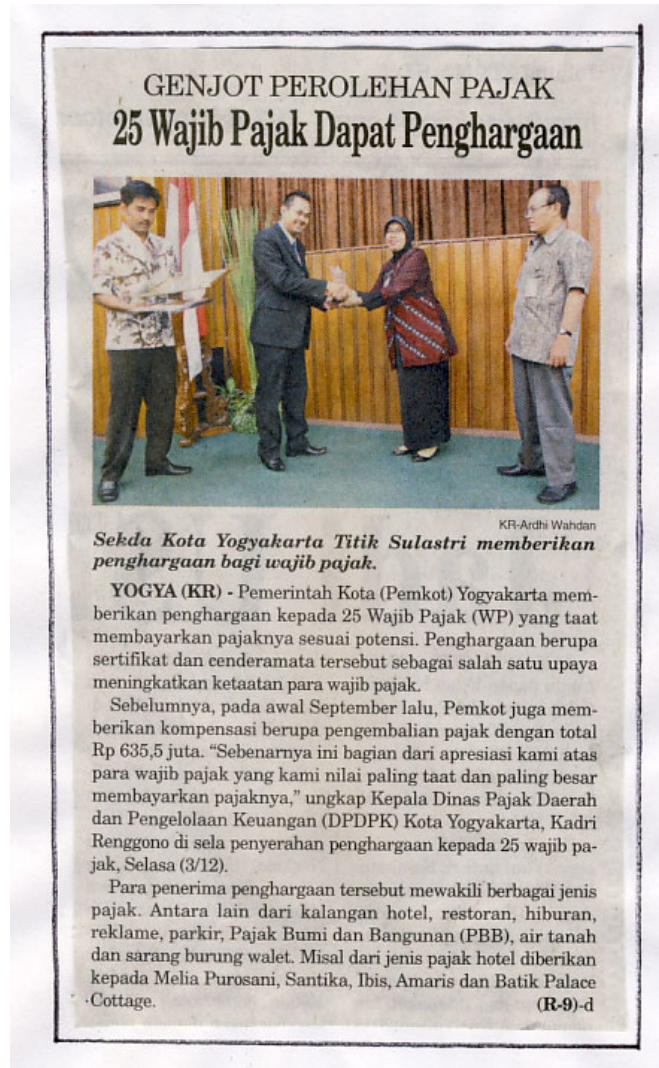 GENJOT PEROLEHAN PAJAK
25 Wajib Pajak Dapat Penghargaan
KR-Ardhi Wahdan
Sekda Kota Yogyakarta Titik Sulastri memberikan
penghargaan bagi wajib pajak.
YOGYA (KR) - Pemerintah Kota (Pemkot) Yogyakarta mem-
berikan penghargaan kepada 25 Wajib Pajak (WP) yang taat
membayarkan pajaknya sesuai potensi. Penghargaan berupa
sertifikat dan cenderamata tersebut sebagai salah satu upaya
meningkatkan ketaatan para wajib pajak.
Sebelumnya, pada awal September lalu, Pemkot juga mem-
berikan kompensasi berupa pengembalian pajak dengan total
Rp 635,5 juta. “Sebenarnya ini bagian dari apresiasi kami atas
para wajib pajak yang kami nilai paling taat dan paling besar
membayarkan pajaknya,” ungkap Kepala Dinas Pajak Daerah
dan Pengelolaan Keuangan (DPDPK) Kota Yogyakarta, Kadri
Renggono di sela penyerahan penghargaan kepada 25 wajib pa-
jak, Selasa (3/12).
Para penerima penghargaan tersebut mewakili berbagai jenis
pajak. Antara lain dari kalangan hotel, restoran, hiburan,
reklame, parkir, Pajak Bumi dan Bangunan (PBB), air tanah
dan sarang burung walet. Misal dari jenis pajak hotel diberikan
kepada Melia Purosani, Santika, Ibis, Amaris dan Batik Palace
Cottage. (R-9)-d